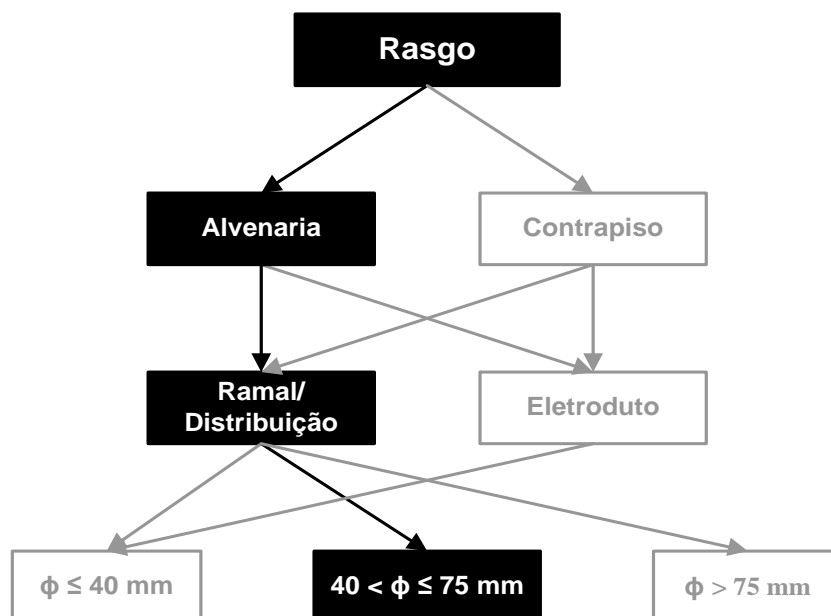 Rasgo
Alvenaria
Contrapiso
Ramal/
Distribuição
Eletroduto
ϕ ≤ 40 mm
40 < ϕ ≤ 75 mm
ϕ > 75 mm